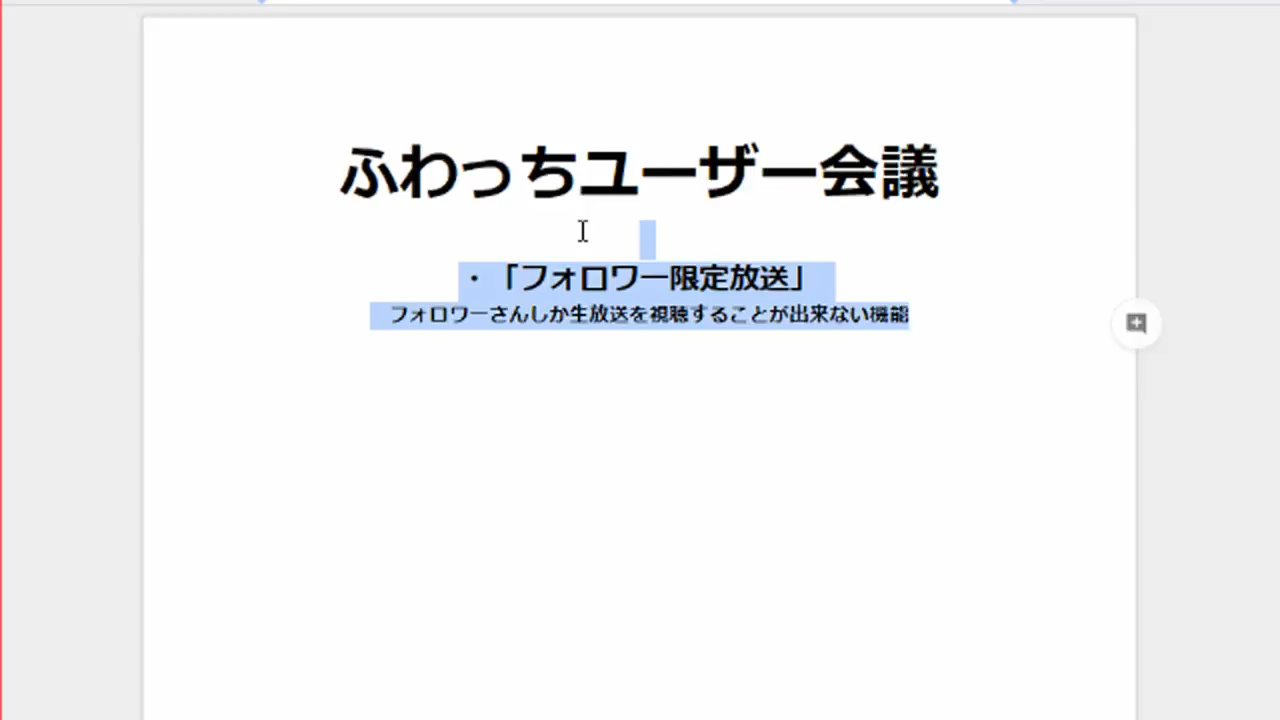 ふわっちユーザー会議
・「フォロワー限定放送」
フォロワーさんしか生放送を視聴することが出来ない機能